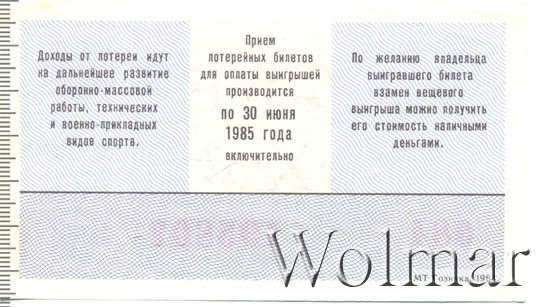 Доходы от лотереи идут
на дальнейшее развитие
оборонно-массовой
работы, технических
и военно-прикладных
видов спорта.
Прием
лотерейных билетов
для оплаты выигрышей
производится
по 30 июня
1985 года
включительно
По желанию владельца
выигравшего билета
взамен вещевого
выигрыша можно получить
его стоимость наличными
деньгами.
Wolmar
МТ Гознака.